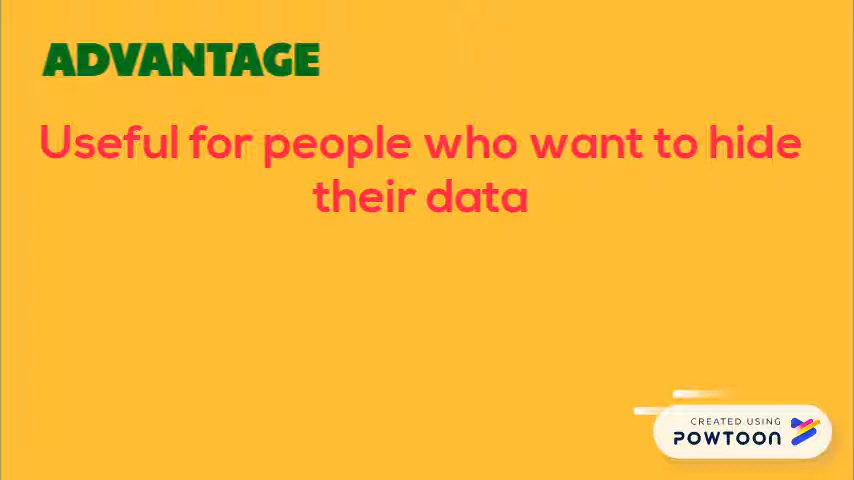 ADVANTAGE
Useful for people who want to hide
their data
CREATED USING
POWTOON